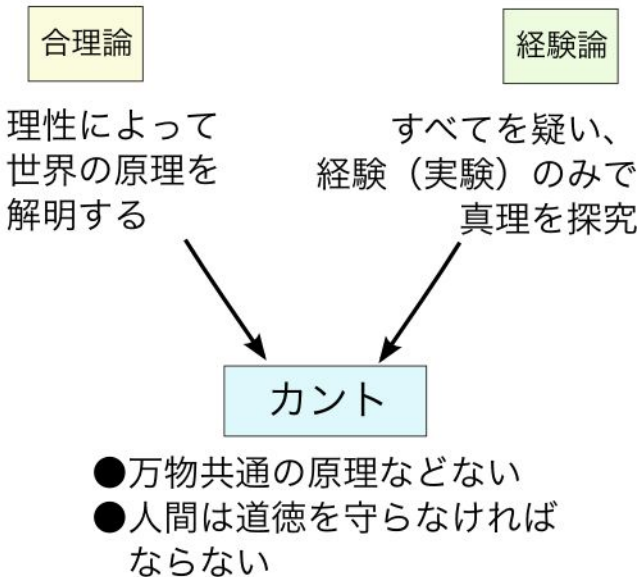 合理論
理性によって
世界の原理を
解明する
経験論
すべてを疑い、
経験（実験）のみで
真理を探究
カント
●万物共通の原理などない
●人間は道徳を守らなければ
ならない